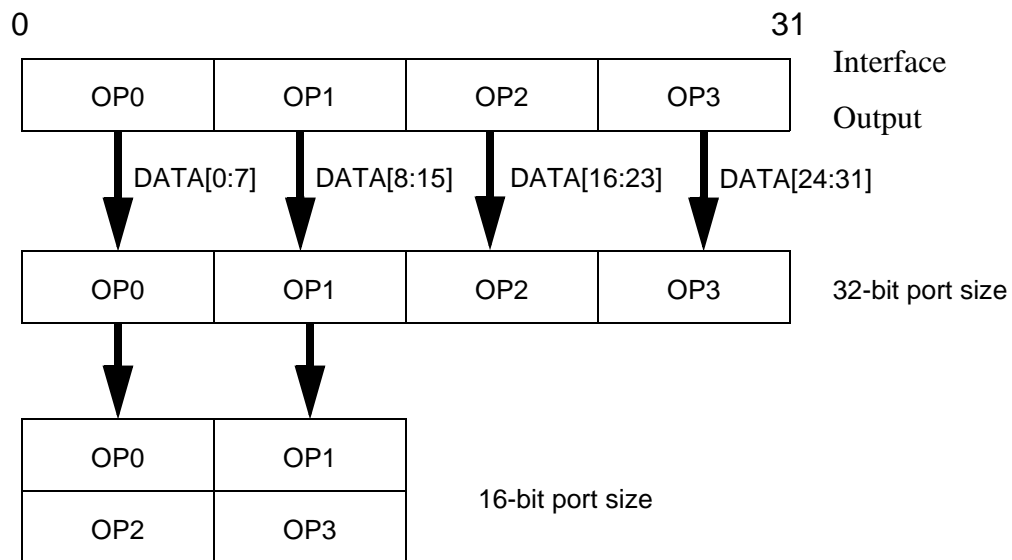 0 31
Interface
OP0 OP1 OP2 OP3
Output
DATA[0:7] DATA[8:15] DATA[16:23] DATA[24:31]
OP0 OP1 OP2 OP3 32-bit port size
OP0 OP1
16-bit port size
OP2 OP3